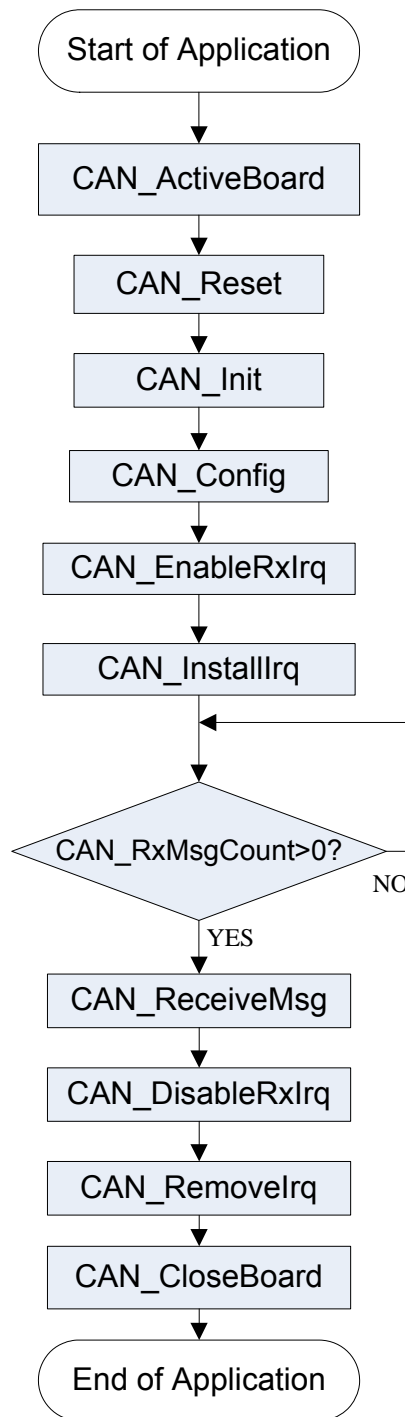 Start of Application
CAN_ActiveBoard
CAN_Reset
CAN_Init
CAN_Config
CAN_EnableRxIrq
CAN_InstallIrq
CAN_RxMsgCount>0?
NO
YES
CAN_ReceiveMsg
CAN_DisableRxIrq
CAN_RemoveIrq
CAN_CloseBoard
End of Application